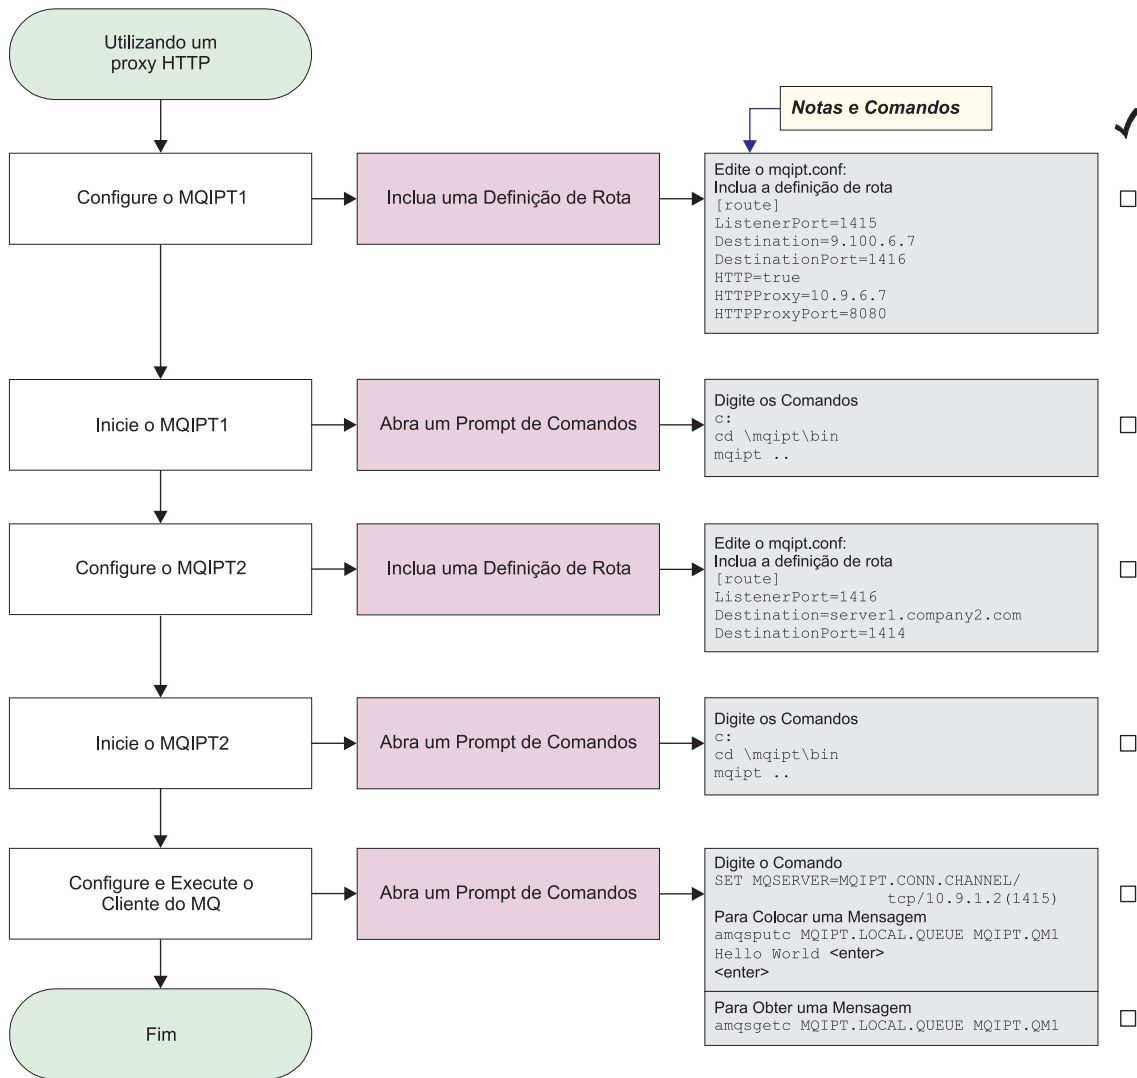 Utilizando um
proxy HTTP
Notas e Comandos
Configure o MQIPT1
Inclua uma Definição de Rota
Edite o mqipt.conf:
Inclua a definição de rota
[route]
ListenerPort=1415
Destination=9.100.6.7
DestinationPort=1416
HTTP=true
HTTPProxy=10.9.6.7
HTTPProxyPort=8080
Inicie o MQIPT1
Abra um Prompt de Comandos
Digite os Comandos
c:
cd \mqipt\bin
mqipt ..
Configure o MQIPT2
Inclua uma Definição de Rota
Edite o mqipt.conf:
Inclua a definição de rota
[route]
ListenerPort=1416
Destination=server1.company2.com
DestinationPort=1414
Inicie o MQIPT2
Abra um Prompt de Comandos
Digite os Comandos
c:
cd \mqipt\bin
mqipt ..
Configure e Execute o
Cliente do MQ
Abra um Prompt de Comandos
Digite o Comando
SET MQSERVER=MQIPT.CONN.CHANNEL/
tcp/10.9.1.2(1415)
Para Colocar uma Mensagem
amqsputc MQIPT.LOCAL.QUEUE MQIPT.QM1
Hello World <enter>
<enter>
Para Obter uma Mensagem
amqsgetc MQIPT.LOCAL.QUEUE MQIPT.QM1
Fim